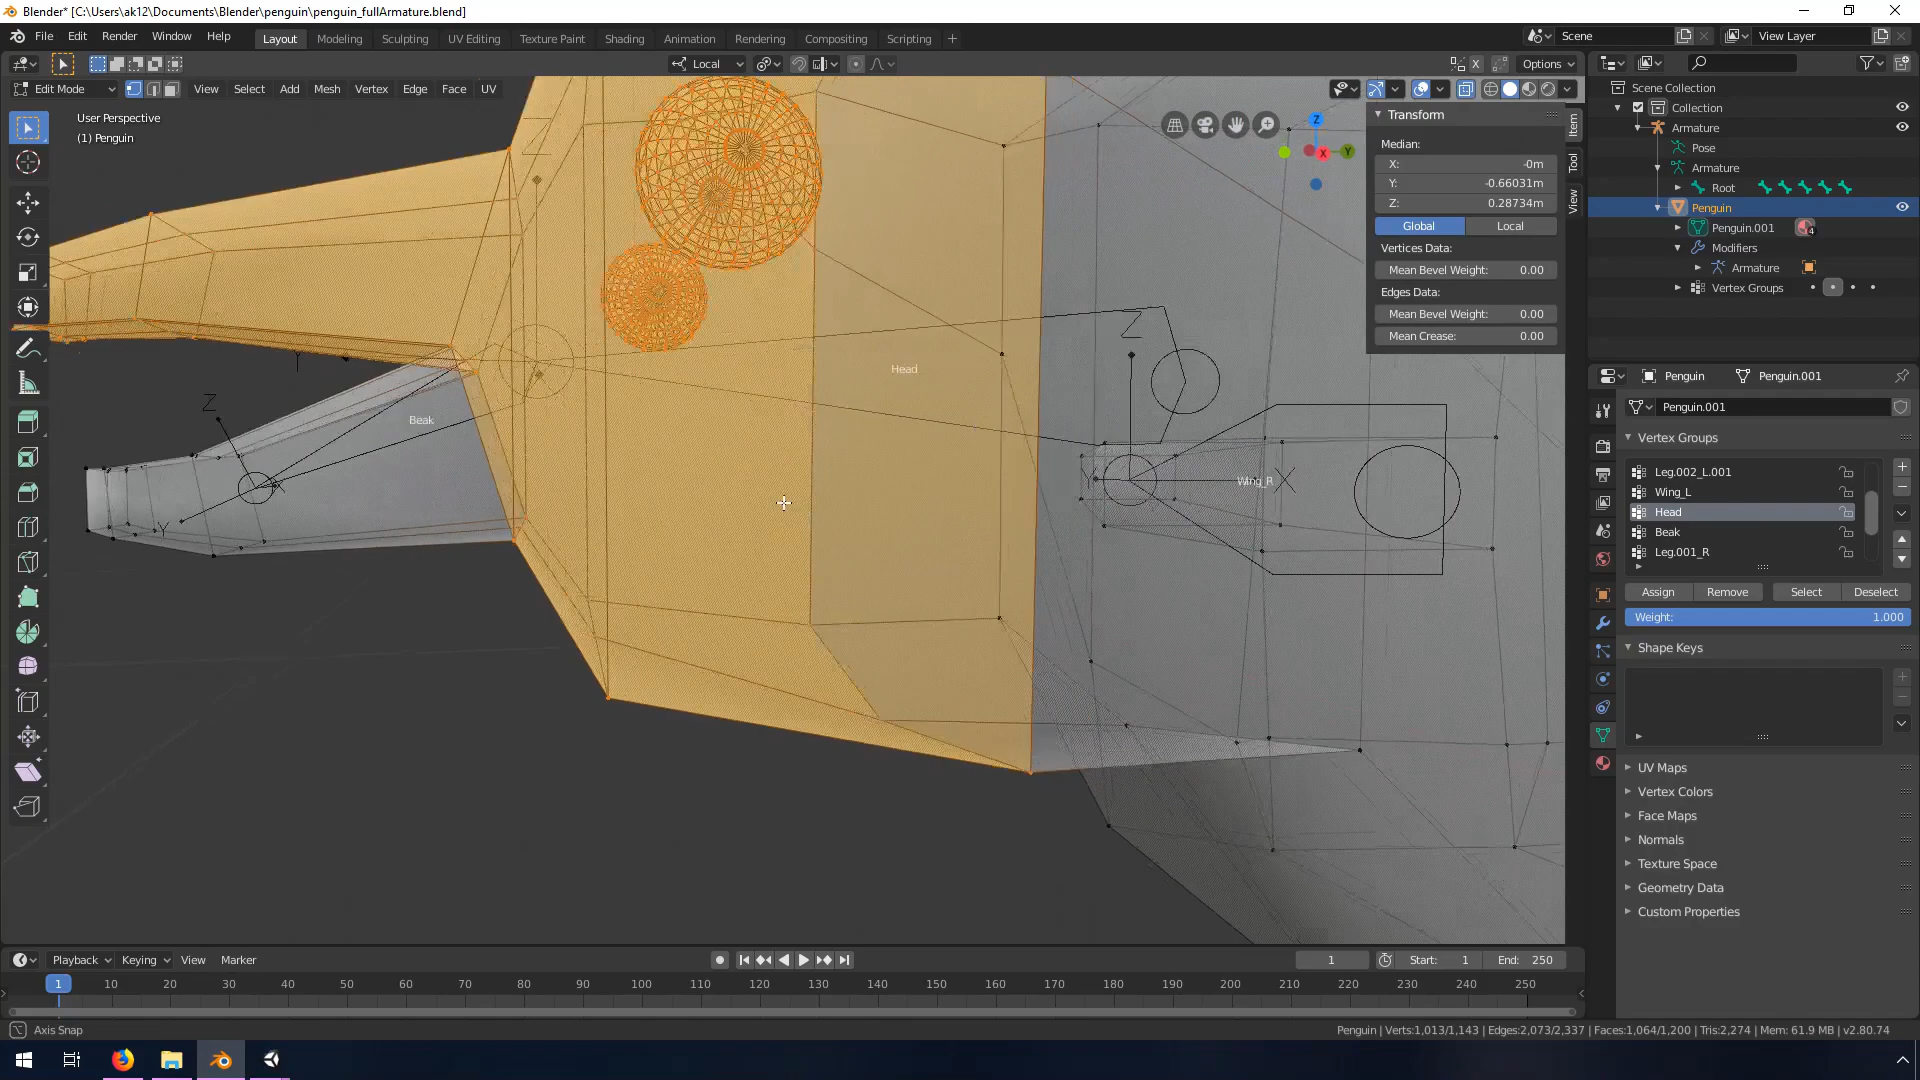 Blender* [C:\Users\ak12\Documents\Blender\penguin\penguin_fullArmature.blend]
File Edit Render Window Help Layout Modeling Sculpting UV Editing Texture Paint Shading Animation Rendering Compositing Scripting + Scene View Layer
Local X Options
Edit Mode View Select Add Mesh Vertex Edge Face UV
User Perspective
(1) Penguin
Z
Y
X
Transform
Median:
X: -0m
Y: -0.66031m
Z: 0.28734m
Global Local
Vertices Data:
Mean Bevel Weight: 0.00
Edges Data:
Mean Bevel Weight: 0.00
Mean Crease: 0.00
Item
Tool
View
Head
Beak
Wing_R
Z
Z
Y
Y
Y
X
X
Scene Collection
Collection
Armature
Pose
Armature
Root
Penguin
Penguin.001 4
Modifiers
Armature
Vertex Groups
Penguin Penguin.001
Penguin.001
Vertex Groups
Leg.002_L.001
Wing_L
Head
Beak
Leg.001_R
Assign Remove Select Deselect
Weight: 1.000
Shape Keys
UV Maps
Vertex Colors
Face Maps
Normals
Texture Space
Geometry Data
Custom Properties
Playback Keying View Marker 1 Start: 1 End: 250
1 10 20 30 40 50 60 70 80 90 100 110 120 130 140 150 160 170 180 190 200 210 220 230 240 250
Axis Snap Penguin | Verts:1,013/1,143 | Edges:2,073/2,337 | Faces:1,064/1,200 | Tris:2,274 | Mem: 61.9 MB | v2.80.74